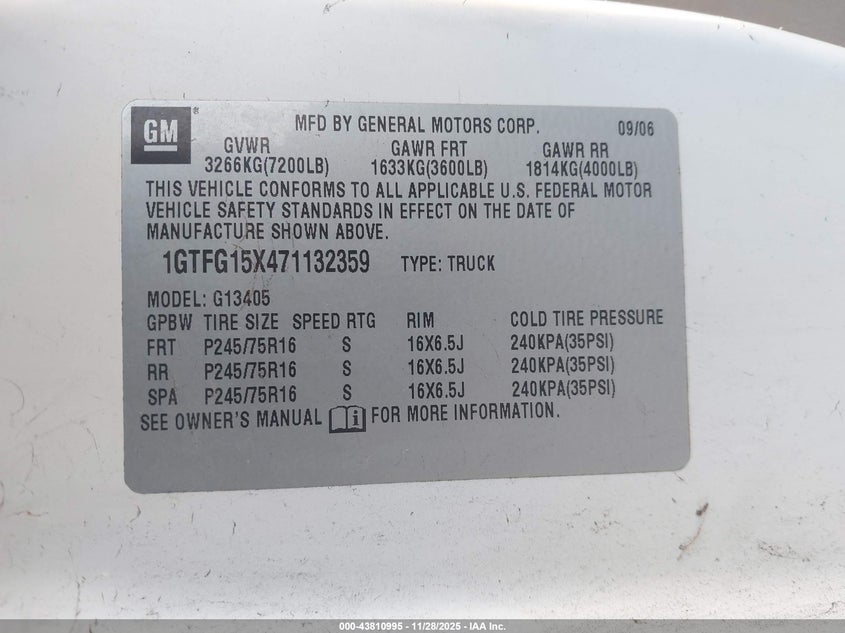 GM®
MFD BY GENERAL MOTORS CORP. 09/06
GVWR GAWR FRT GAWR RR
3266KG(7200LB) 1633KG(3600LB) 1814KG(4000LB)
THIS VEHICLE CONFORMS TO ALL APPLICABLE U.S. FEDERAL MOTOR
VEHICLE SAFETY STANDARDS IN EFFECT ON THE DATE OF
MANUFACTURE SHOWN ABOVE.
1GTFG15X471132359 TYPE: TRUCK
MODEL: G13405
GPBW TIRE SIZE SPEED RTG RIM COLD TIRE PRESSURE
FRT P245/75R16 S 16X6.5J 240KPA(35PSI)
RR P245/75R16 S 16X6.5J 240KPA(35PSI)
SPA P245/75R16 S 16X6.5J 240KPA(35PSI)
SEE OWNER'S MANUAL i FOR MORE INFORMATION.
000-43810995 | 11/28/2025 | IAA Inc.